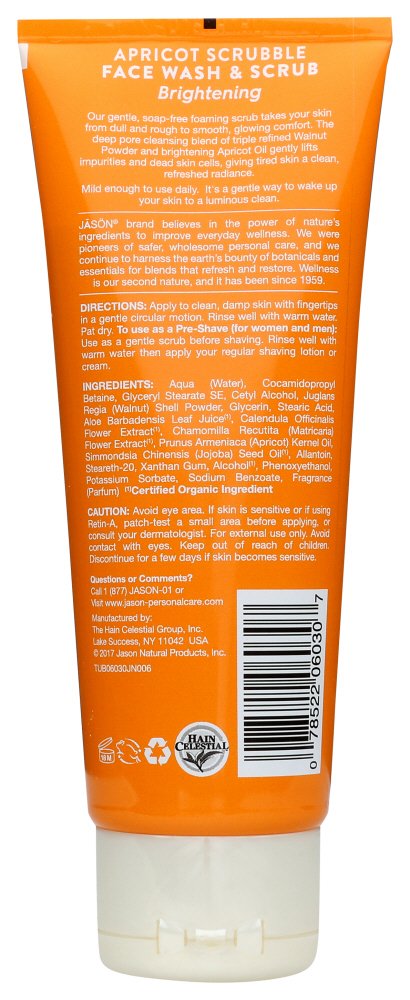 APRICOT SCRUBBLE
FACE WASH & SCRUB
Brightening
Our gentle, soap-free foaming scrub takes your skin
from dull and rough to smooth, glowing comfort. The
deep pore cleansing blend of triple refined Walnut
Powder and brightening Apricot Oil gently lifts
impurities and dead skin cells, giving tired skin a clean,
refreshed radiance.
Mild enough to use daily. It's a gentle way to wake up
your skin to a luminous clean.
JĀSÖN® brand believes in the power of nature's
ingredients to improve everyday wellness. We were
pioneers of safer, wholesome personal care, and we
continue to harness the earth's bounty of botanicals and
essentials for blends that refresh and restore. Wellness
is our second nature, and it has been since 1959.
DIRECTIONS: Apply to clean, damp skin with fingertips
in a gentle circular motion. Rinse well with warm water.
Pat dry. To use as a Pre-Shave (for women and men):
Use as a gentle scrub before shaving. Rinse well with
warm water then apply your regular shaving lotion or
cream.
INGREDIENTS: Aqua (Water), Cocamidopropyl
Betaine, Glyceryl Stearate SE, Cetyl Alcohol, Juglans
Regia (Walnut) Shell Powder, Glycerin, Stearic Acid,
Aloe Barbadensis Leaf Juice(1), Calendula Officinalis
Flower Extract(1), Chamomilla Recutita (Matricaria)
Flower Extract(1), Prunus Armeniaca (Apricot) Kernel Oil,
Simmondsia Chinensis (Jojoba) Seed Oil(1), Allantoin,
Steareth-20, Xanthan Gum, Alcohol(1), Phenoxyethanol,
Potassium Sorbate, Sodium Benzoate, Fragrance
(Parfum) (1)Certified Organic Ingredient
CAUTION: Avoid eye area. If skin is sensitive or if using
Retin-A, patch-test a small area before applying, or
consult your dermatologist. For external use only. Avoid
contact with eyes. Keep out of reach of children.
Discontinue for a few days if skin becomes sensitive.
Questions or Comments?
Call 1 (877) JASON-01 or
Visit www.jason-personalcare.com
Manufactured by:
The Hain Celestial Group, Inc.
Lake Success, NY 11042 USA
© 2017 Jason Natural Products, Inc.
TUB06030JN006
18 M
HAIN
CELESTIAL
0 78522 06030 7